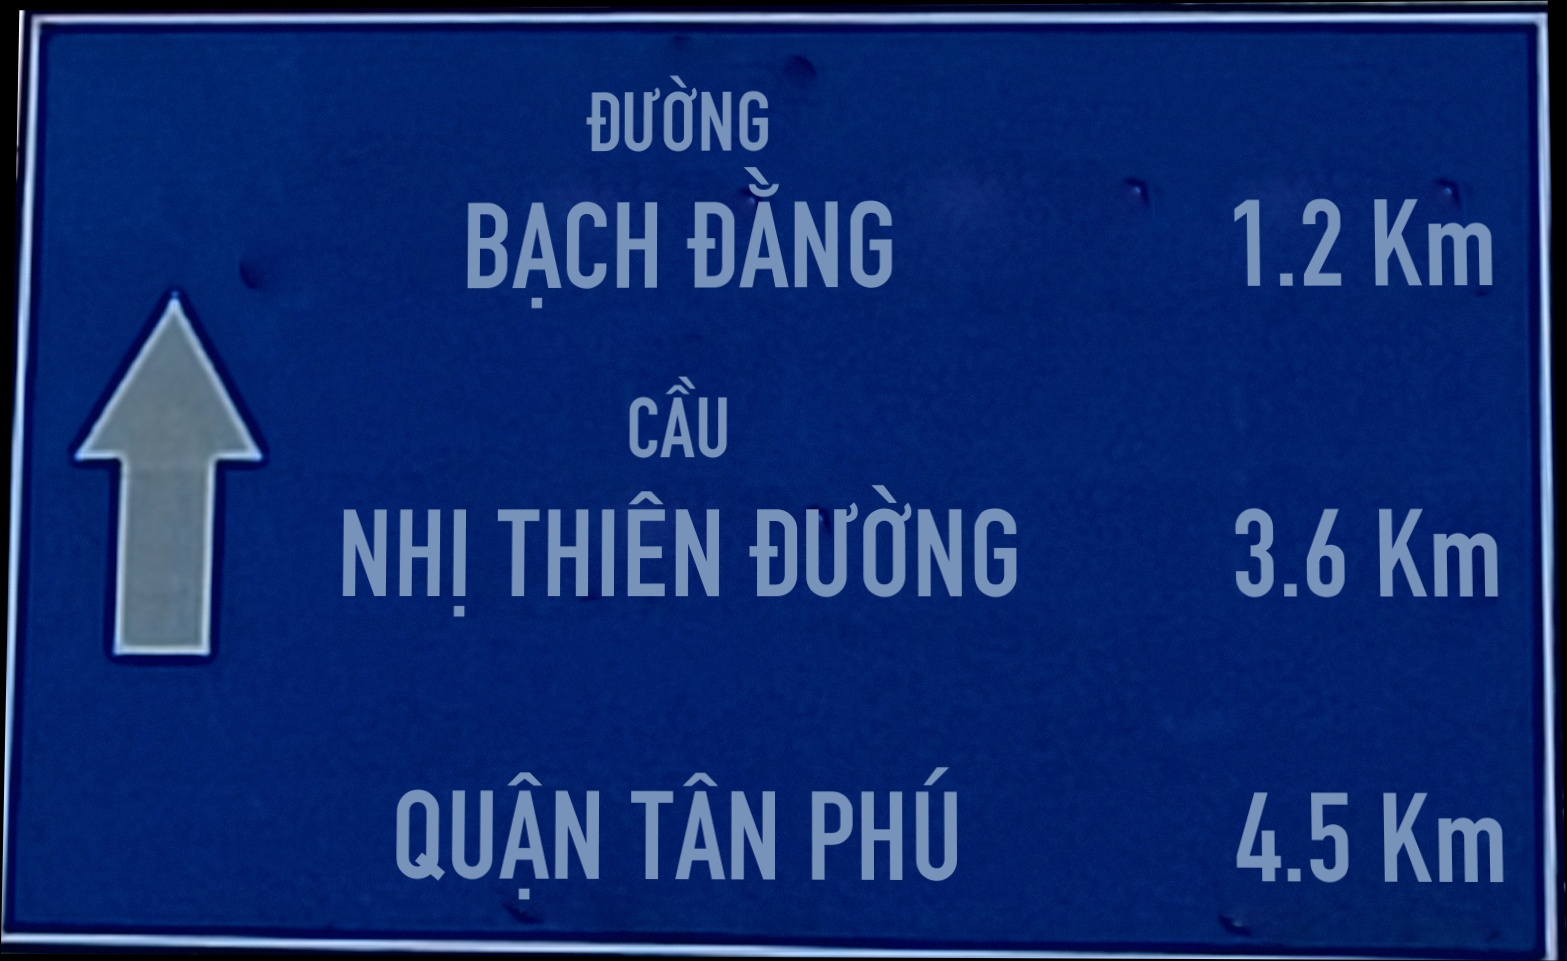 ĐƯỜNG
BẠCH ĐẰNG 1.2 Km
CẦU
NHỊ THIÊN ĐƯỜNG 3.6 Km
QUẬN TÂN PHÚ 4.5 Km